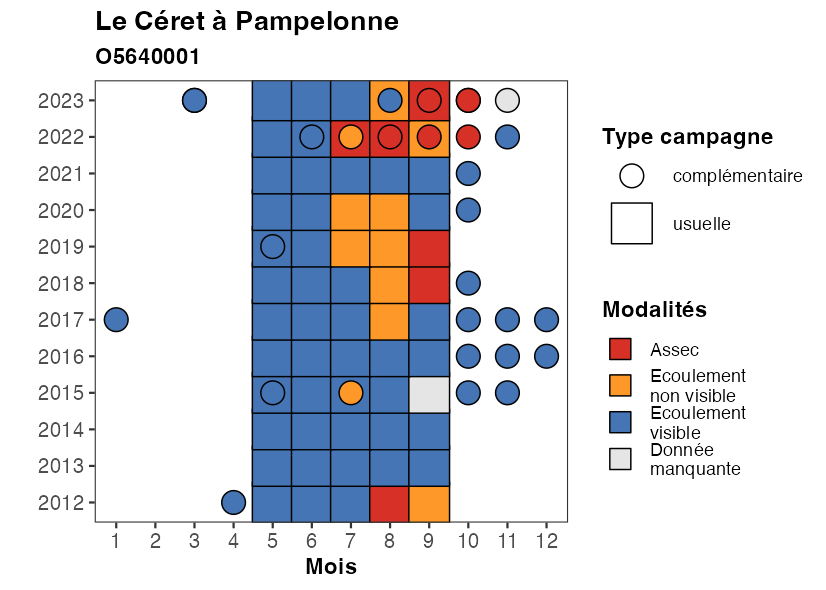 Le Céret à Pampelonne
O5640001
2023
2022
2021
2020
2019
2018
2017
2016
2015
2014
2013
2012
1 2 3 4 5 6 7 8 9 10 11 12
Mois
Type campagne
complémentaire
usuelle
Modalités
Assec
Ecoulement
non visible
Ecoulement
visible
Donnée
manquante